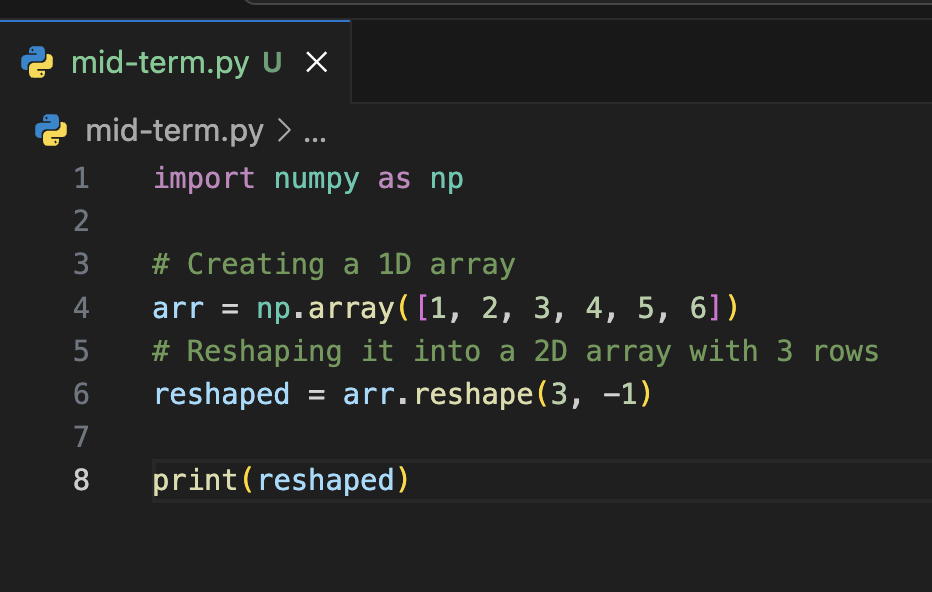 mid-term.py U
mid-term.py > ...
1 import numpy as np
2
3 # Creating a 1D array
4 arr = np.array([1, 2, 3, 4, 5, 6])
5 # Reshaping it into a 2D array with 3 rows
6 reshaped = arr.reshape(3, -1)
7
8 print(reshaped)